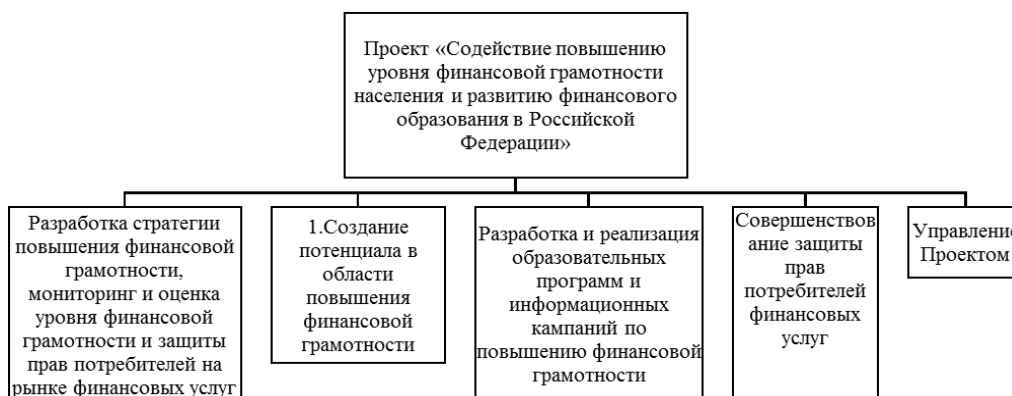 Проект «Содействие повышению
уровня финансовой грамотности
населения и развитию финансового
образования в Российской
Федерации»
Разработка стратегии
повышения финансовой
грамотности,
мониторинг и оценка
уровня финансовой
грамотности и защиты
прав потребителей на
рынке финансовых услуг
1.Создание
потенциала в
области
повышения
финансовой
грамотности
Разработка и реализация
образовательных
программ и
информационных
кампаний по
повышению финансовой
грамотности
Совершенствов
ание защиты
прав
потребителей
финансовых
услуг
Управление
Проектом